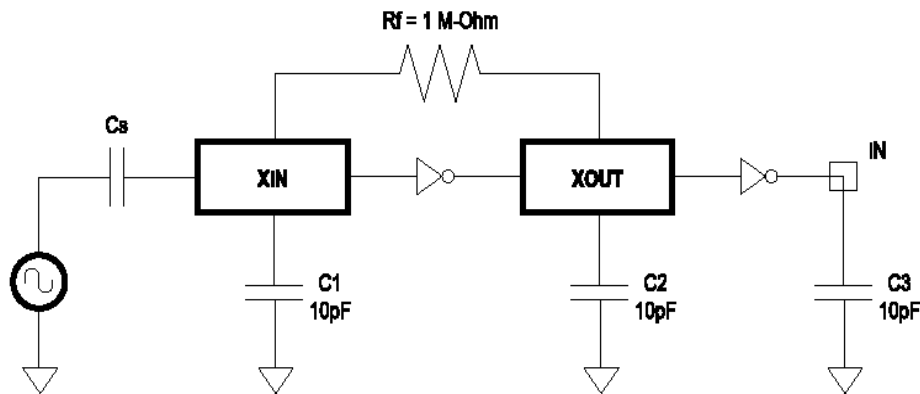 Rf = 1 M-Ohm
Cs
XIN
XOUT
IN
C1
10pF
C2
10pF
C3
10pF